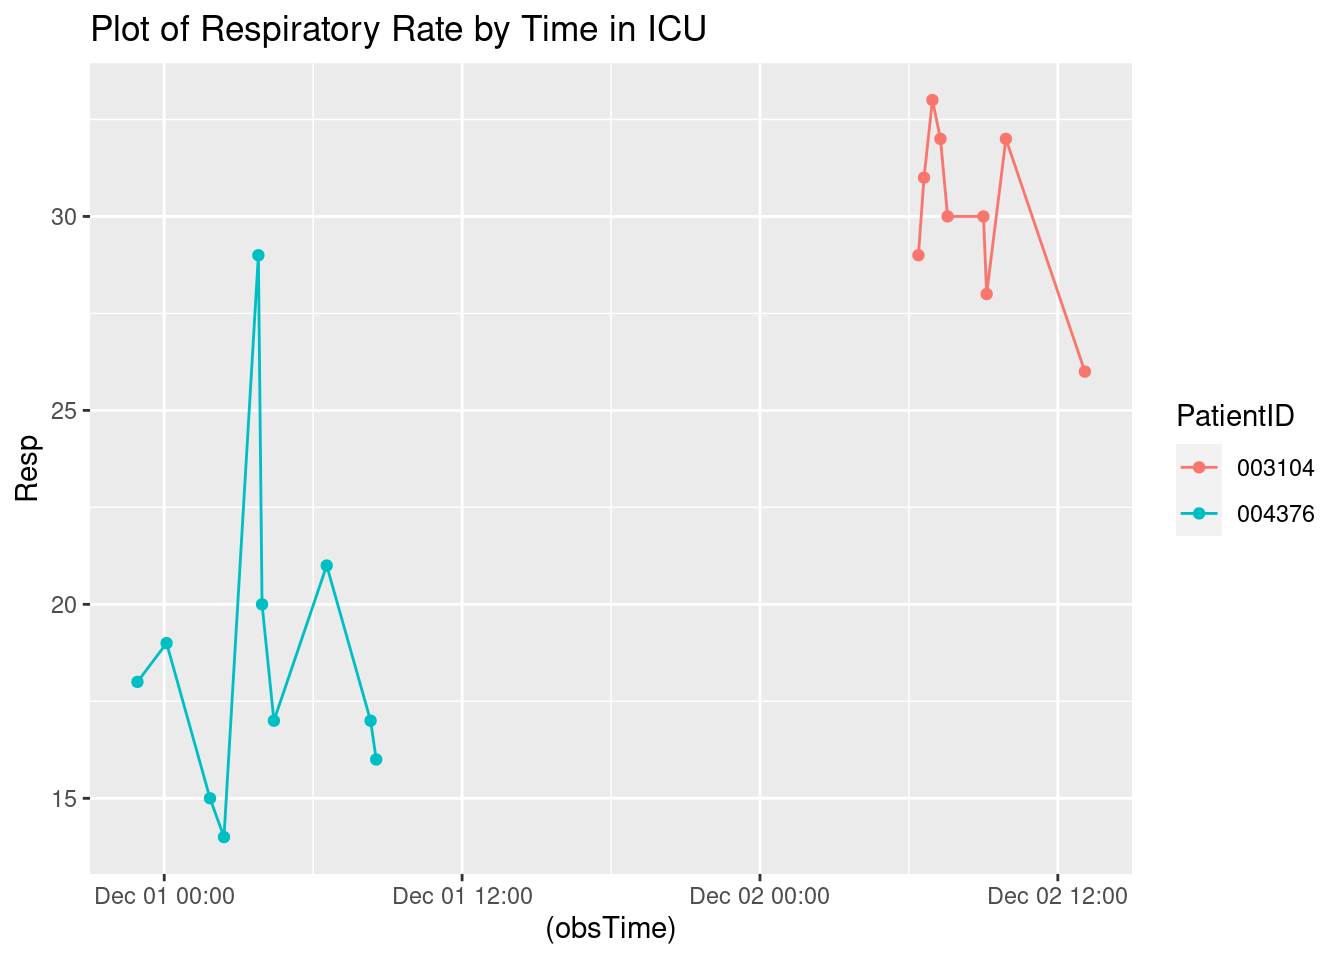 Plot of Respiratory Rate by Time in ICU
Resp
30
25
20
15
Dec 01 00:00 Dec 01 12:00 Dec 02 00:00 Dec 02 12:00
(obsTime)
PatientID
003104
004376